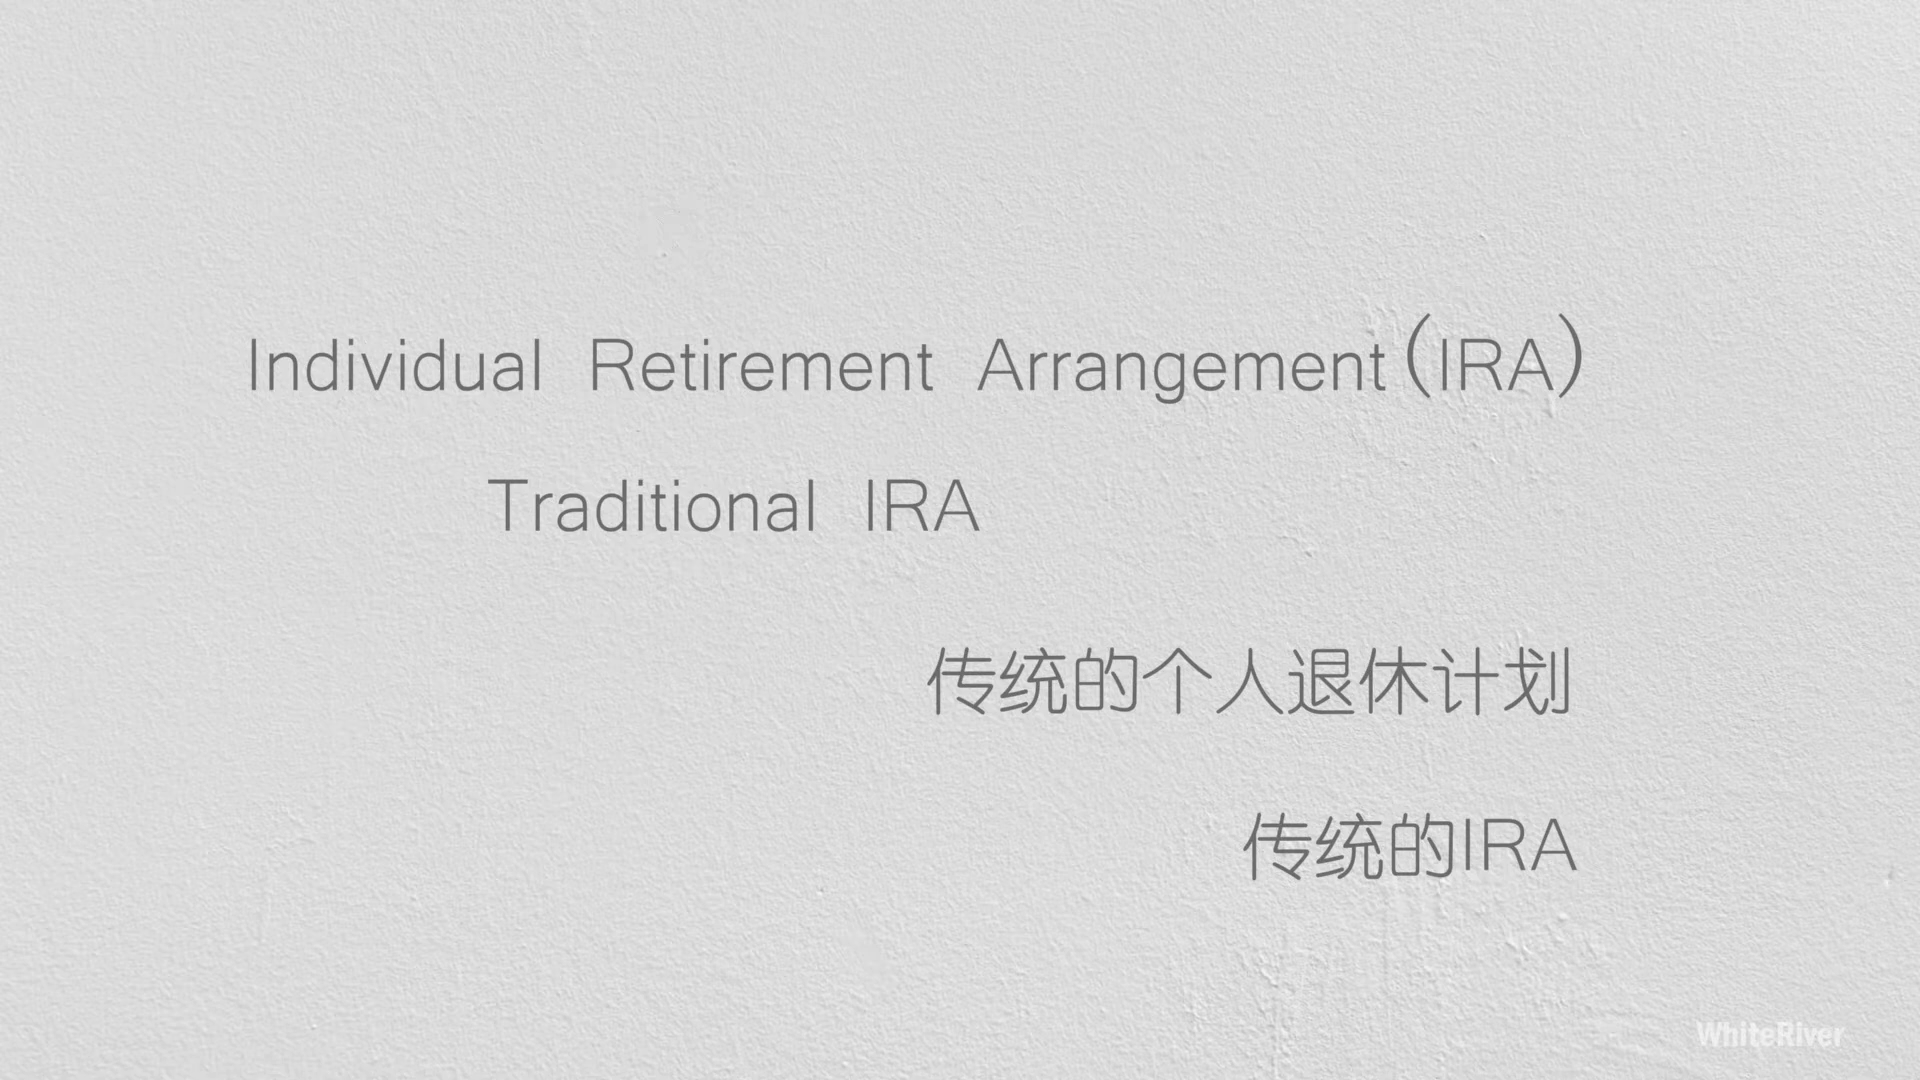 Individual Retirement Arrangement (IRA)
Traditional IRA
传统的个人退休计划
传统的IRA
WhiteRiver